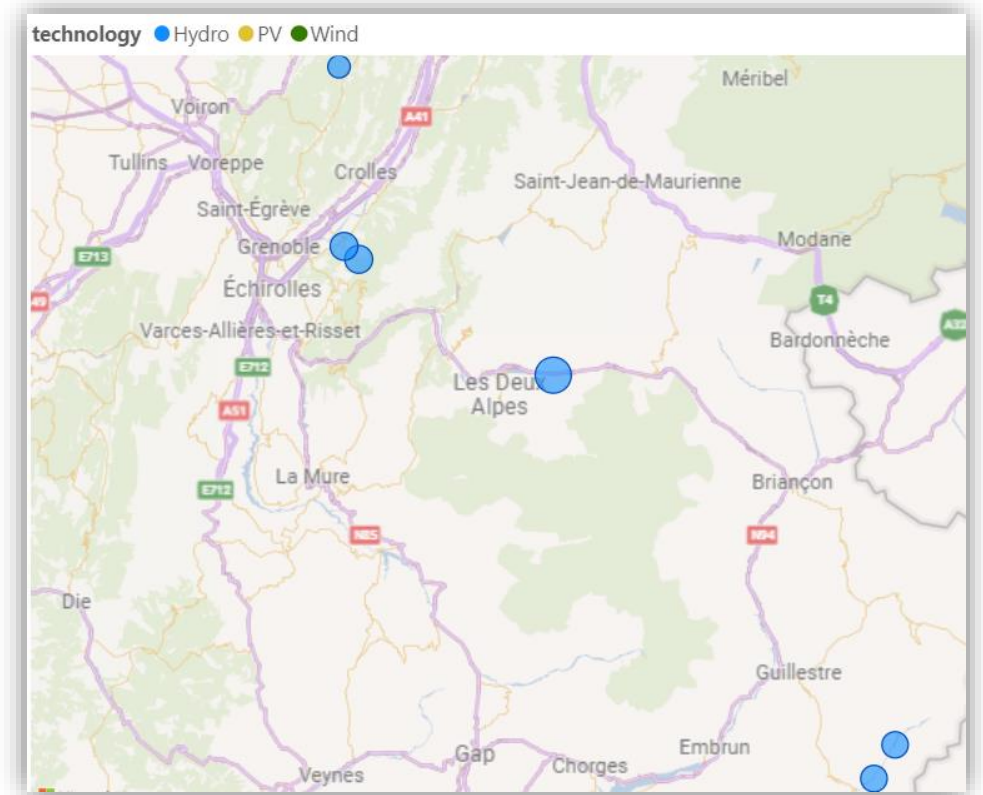 technology Hydro PV Wind
Méribel
Voiron
A41
Tullins Voreppe
Crolles
Saint-Jean-de-Maurienne
Saint-Égrève
Grenoble
Modane
E713
Échirolles
49
T4
A32
Varces-Allières-et-Risset
Bardonnèche
E712
Les Deux
Alpes
A51
La Mure
Briançon
E712
N85
N94
Die
Guillestre
Gap
Embrun
Chorges
Veynes